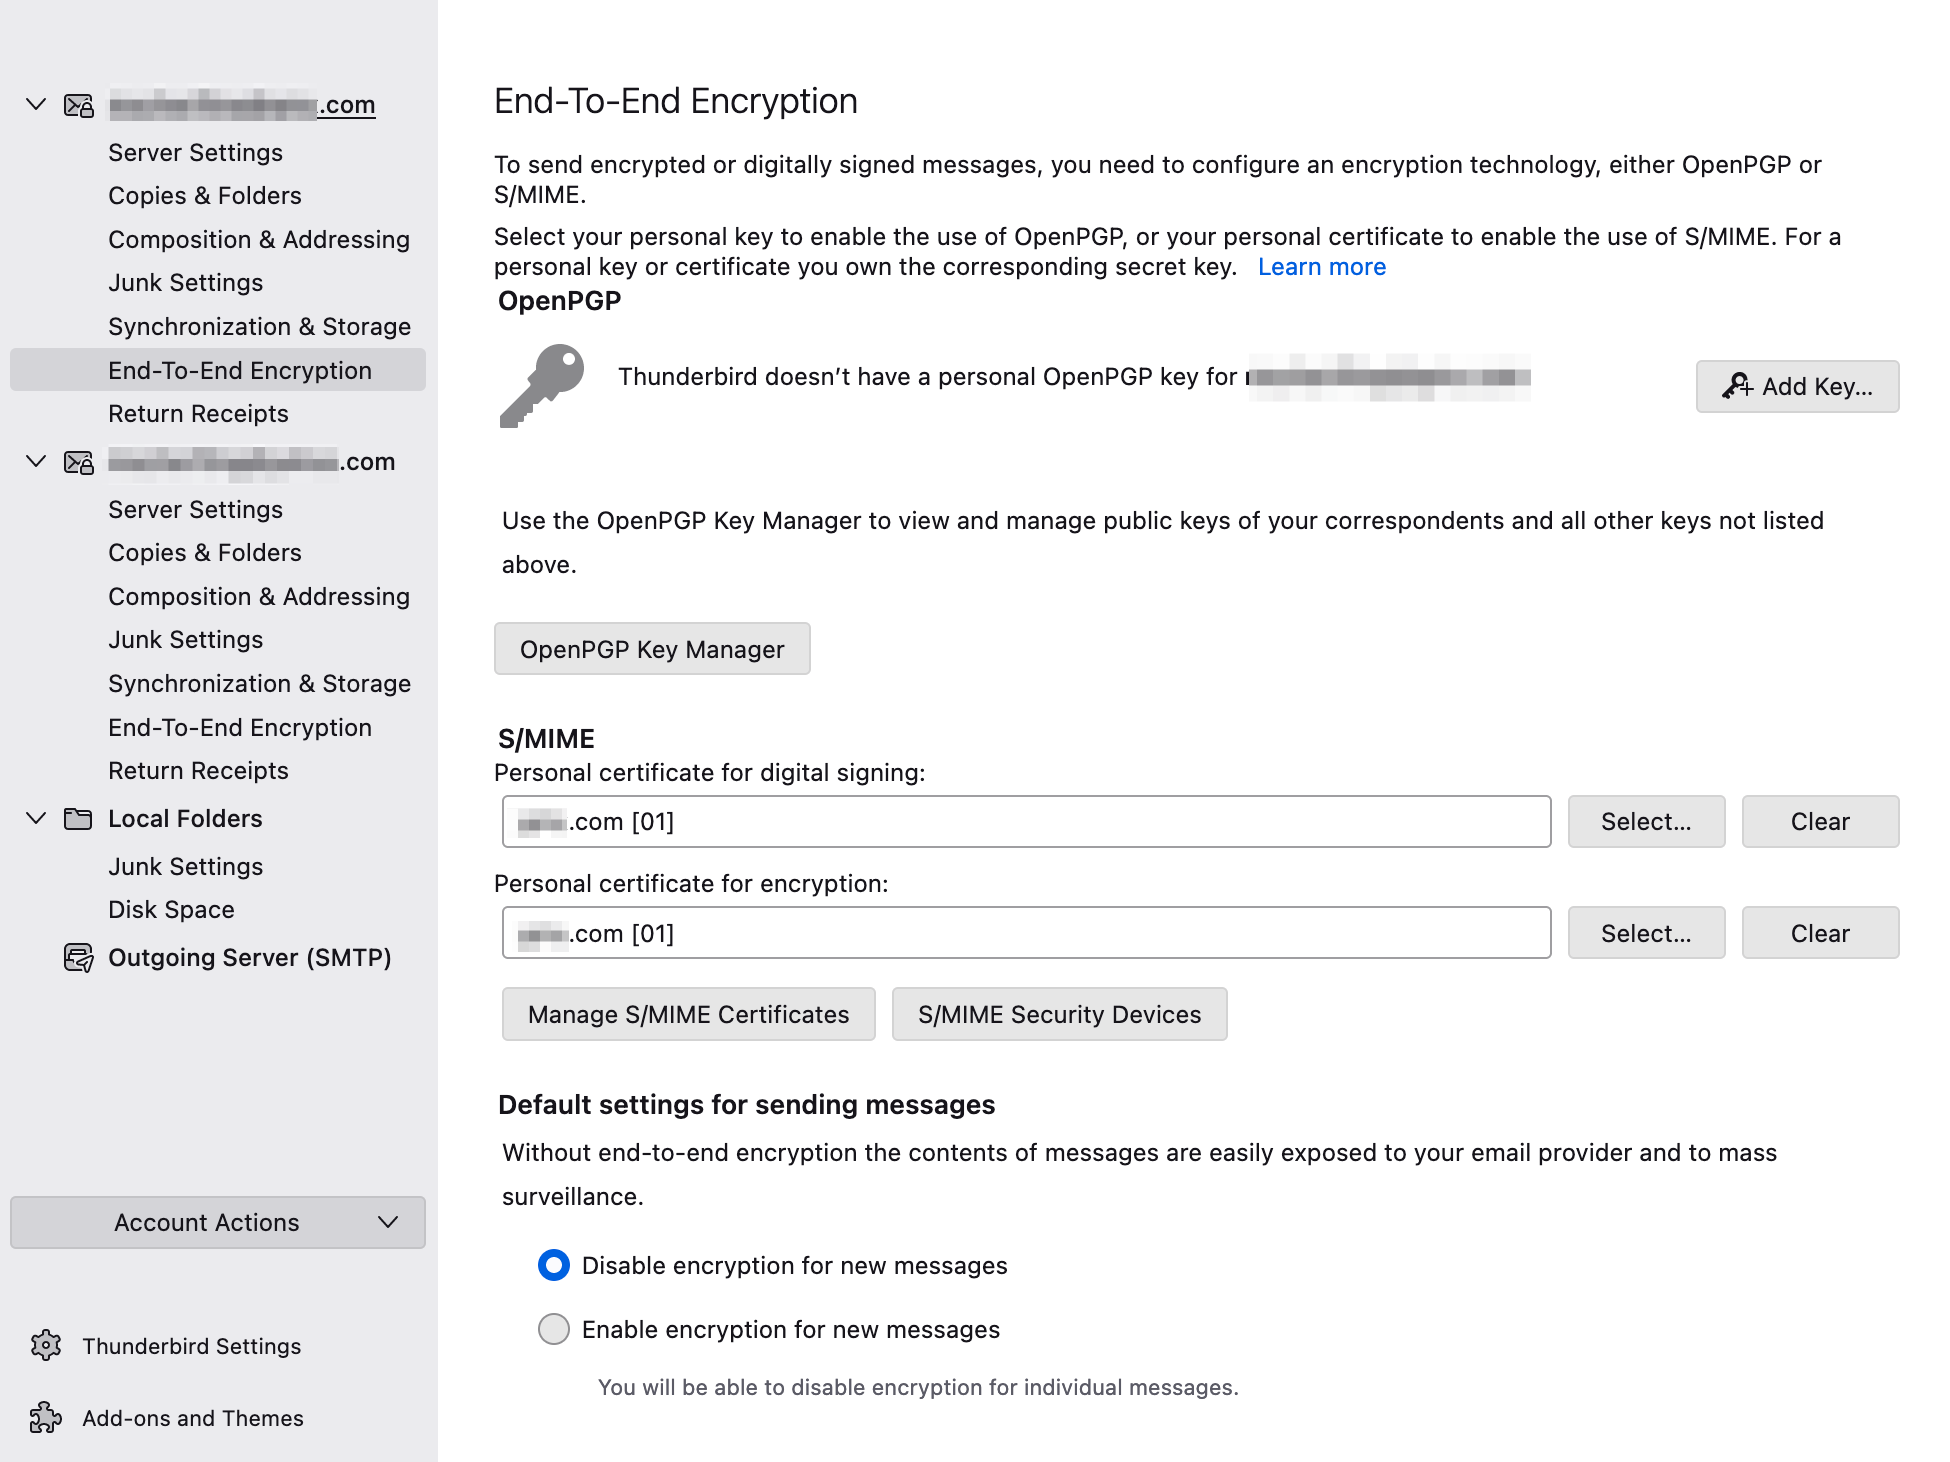 .com
Server Settings
Copies & Folders
Composition & Addressing
Junk Settings
Synchronization & Storage
End-To-End Encryption
Return Receipts
.com
Server Settings
Copies & Folders
Composition & Addressing
Junk Settings
Synchronization & Storage
End-To-End Encryption
Return Receipts
Local Folders
Junk Settings
Disk Space
Outgoing Server (SMTP)
Account Actions
Thunderbird Settings
Add-ons and Themes
End-To-End Encryption
To send encrypted or digitally signed messages, you need to configure an encryption technology, either OpenPGP or
S/MIME.
Select your personal key to enable the use of OpenPGP, or your personal certificate to enable the use of S/MIME. For a
personal key or certificate you own the corresponding secret key. Learn more
OpenPGP
Thunderbird doesn’t have a personal OpenPGP key for
Add Key…
Use the OpenPGP Key Manager to view and manage public keys of your correspondents and all other keys not listed
above.
OpenPGP Key Manager
S/MIME
Personal certificate for digital signing:
.com [01]
Select…
Clear
Personal certificate for encryption:
.com [01]
Select…
Clear
Manage S/MIME Certificates
S/MIME Security Devices
Default settings for sending messages
Without end-to-end encryption the contents of messages are easily exposed to your email provider and to mass
surveillance.
Disable encryption for new messages
Enable encryption for new messages
You will be able to disable encryption for individual messages.